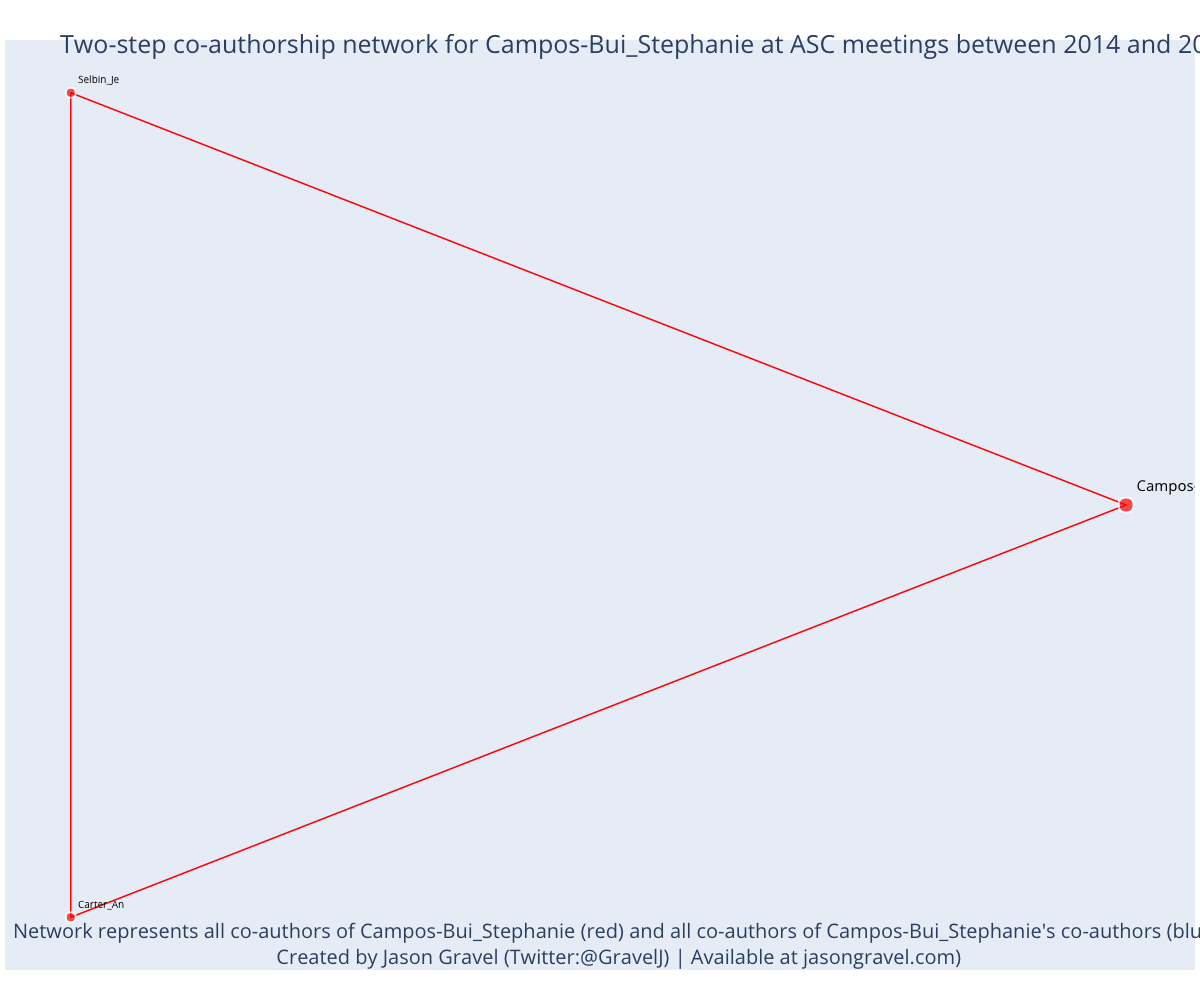 Two-step co-authorship network for Campos-Bui_Stephanie at ASC meetings between 2014 and 20
Selbin_Je
Campos-
Carter_An
Network represents all co-authors of Campos-Bui_Stephanie (red) and all co-authors of Campos-Bui_Stephanie's co-authors (blu
Created by Jason Gravel (Twitter:@GravelJ) | Available at jasongravel.com)